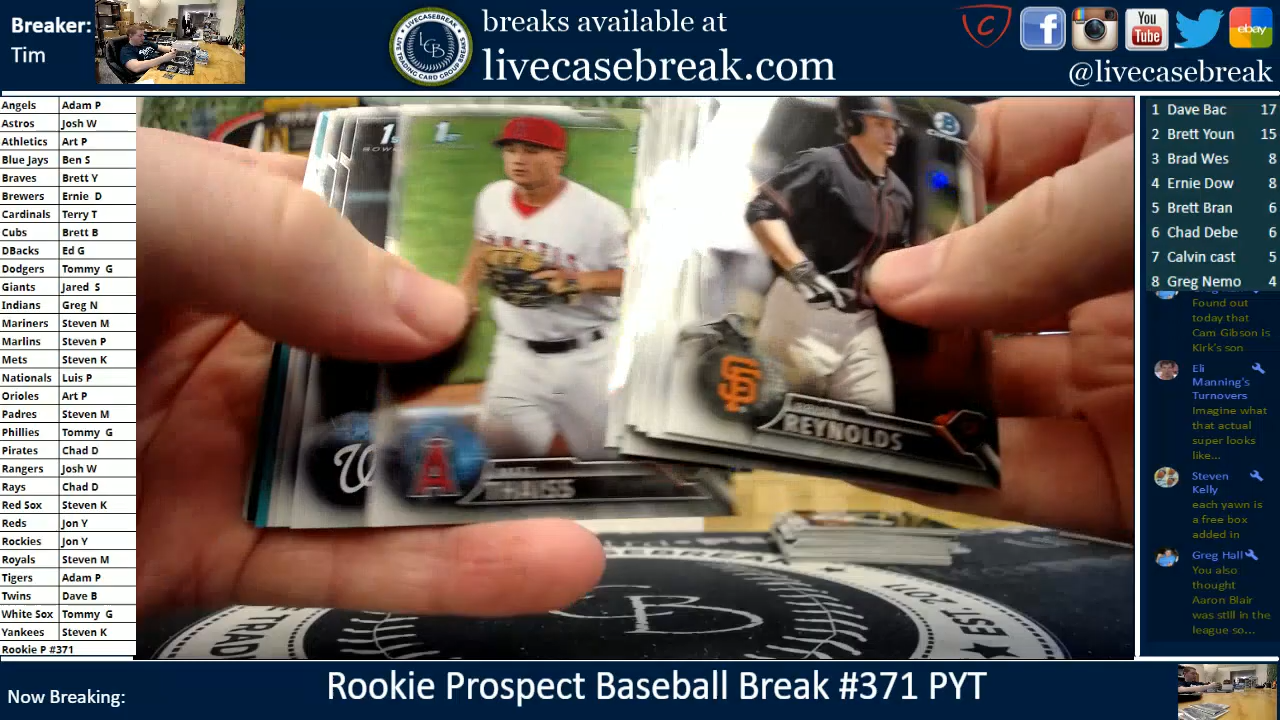 Breaker:
Tim
breaks available at
livecasebreak.com
You
Tube
ebay
@livecasebreak
Angels Adam P
Astros Josh W
Athletics Art P
Blue Jays Ben S
Braves Brett Y
Brewers Ernie D
Cardinals Terry T
Cubs Brett B
DBacks Ed G
Dodgers Tommy G
Giants Jared S
Indians Greg N
Mariners Steven M
Marlins Steven P
Mets Steven K
Nationals Luis P
Orioles Art P
Padres Steven M
Phillies Tommy G
Pirates Chad D
Rangers Josh W
Rays Chad D
Red Sox Steven K
Reds Jon Y
Rockies Jon Y
Royals Steven M
Tigers Adam P
Twins Dave B
White Sox Tommy G
Yankees Steven K
Rookie P #371
REYNOLDS
1 Dave Bac 17
2 Brett Youn 15
3 Brad Wes 8
4 Ernie Dow 8
5 Brett Bran 6
6 Chad Debe 6
7 Calvin cast 5
8 Greg Nemo 4
Found out
today that
Cam Gibson is
Kirk's son
Eli
Manning's
Turnovers
Imagine what
that actual
super looks
like...
Steven
Kelly
each yawn is
a free box
added in
Greg Hall
You also
thought
Aaron Blair
was still in the
league so...
Now Breaking:
Rookie Prospect Baseball Break #371 PYT